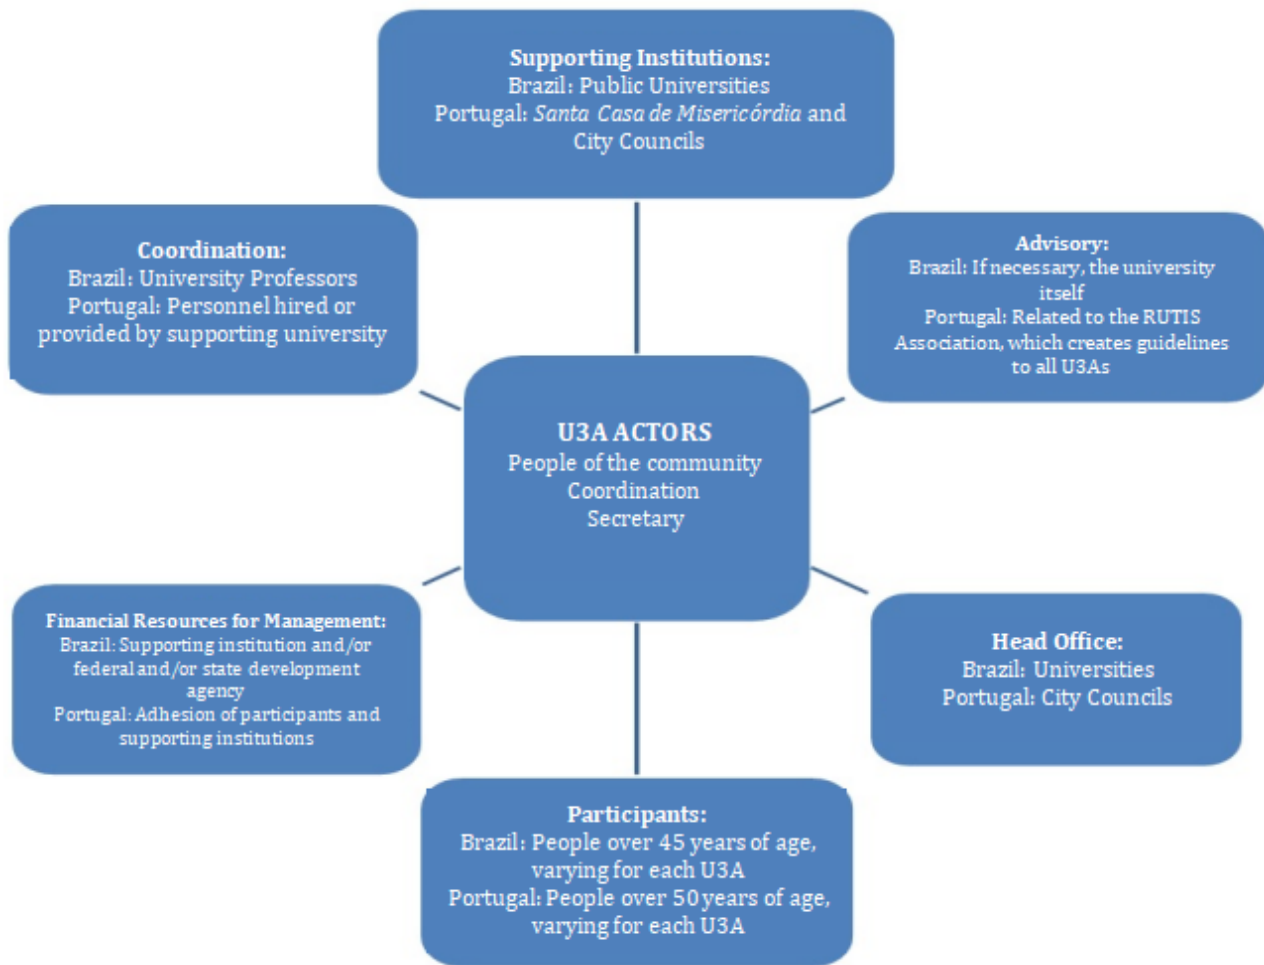 Supporting Institutions:
Brazil: Public Universities
Portugal: Santa Casa de Misericórdia and
City Councils
Coordination:
Brazil: University Professors
Portugal: Personnel hired or
provided by supporting university
Advisory:
Brazil: If necessary, the university
itself
Portugal: Related to the RUTIS
Association, which creates guidelines
to all U3As
U3A ACTORS
People of the community
Coordination
Secretary
Financial Resources for Management:
Brazil: Supporting institution and/or
federal and/or state development
agency
Portugal: Adhesion of participants and
supporting institutions
Head Office:
Brazil: Universities
Portugal: City Councils
Participants:
Brazil: People over 45 years of age,
varying for each U3A
Portugal: People over 50 years of age,
varying for each U3A